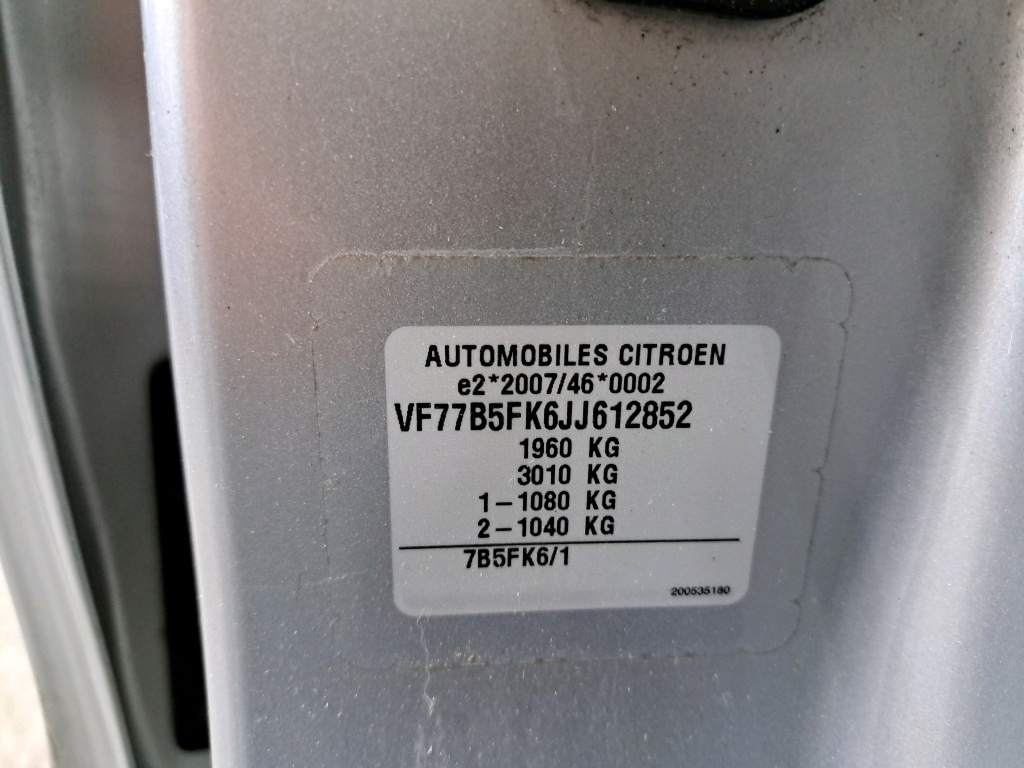 AUTOMOBILES CITROEN
e2*2007/46*0002
VF77B5FK6JJ612852
1960 KG
3010 KG
1-1080 KG
2-1040 KG
7B5FK6/1
200535180